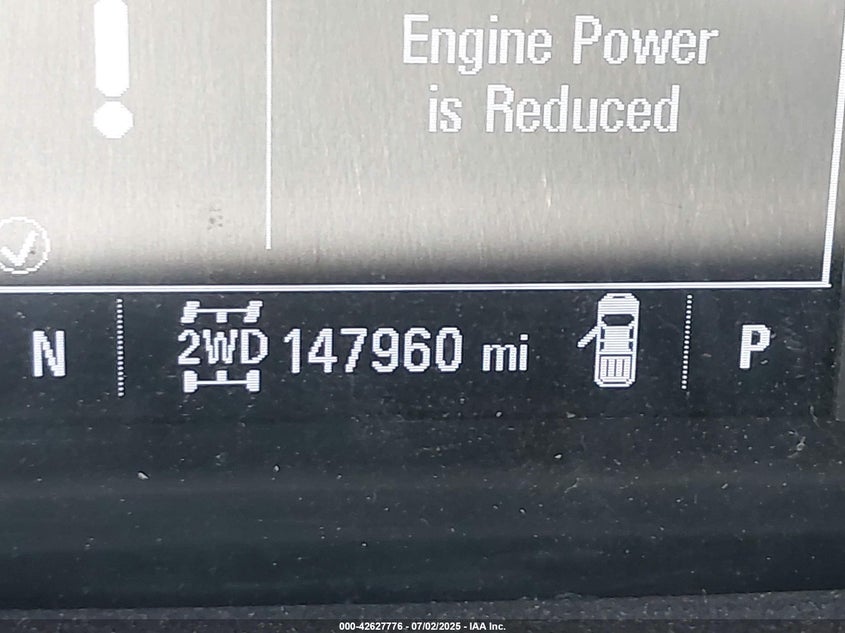 Engine Power
is Reduced
N 2WD 147960 mi P
000-42627776 - 07/02/2025 - IAA Inc.